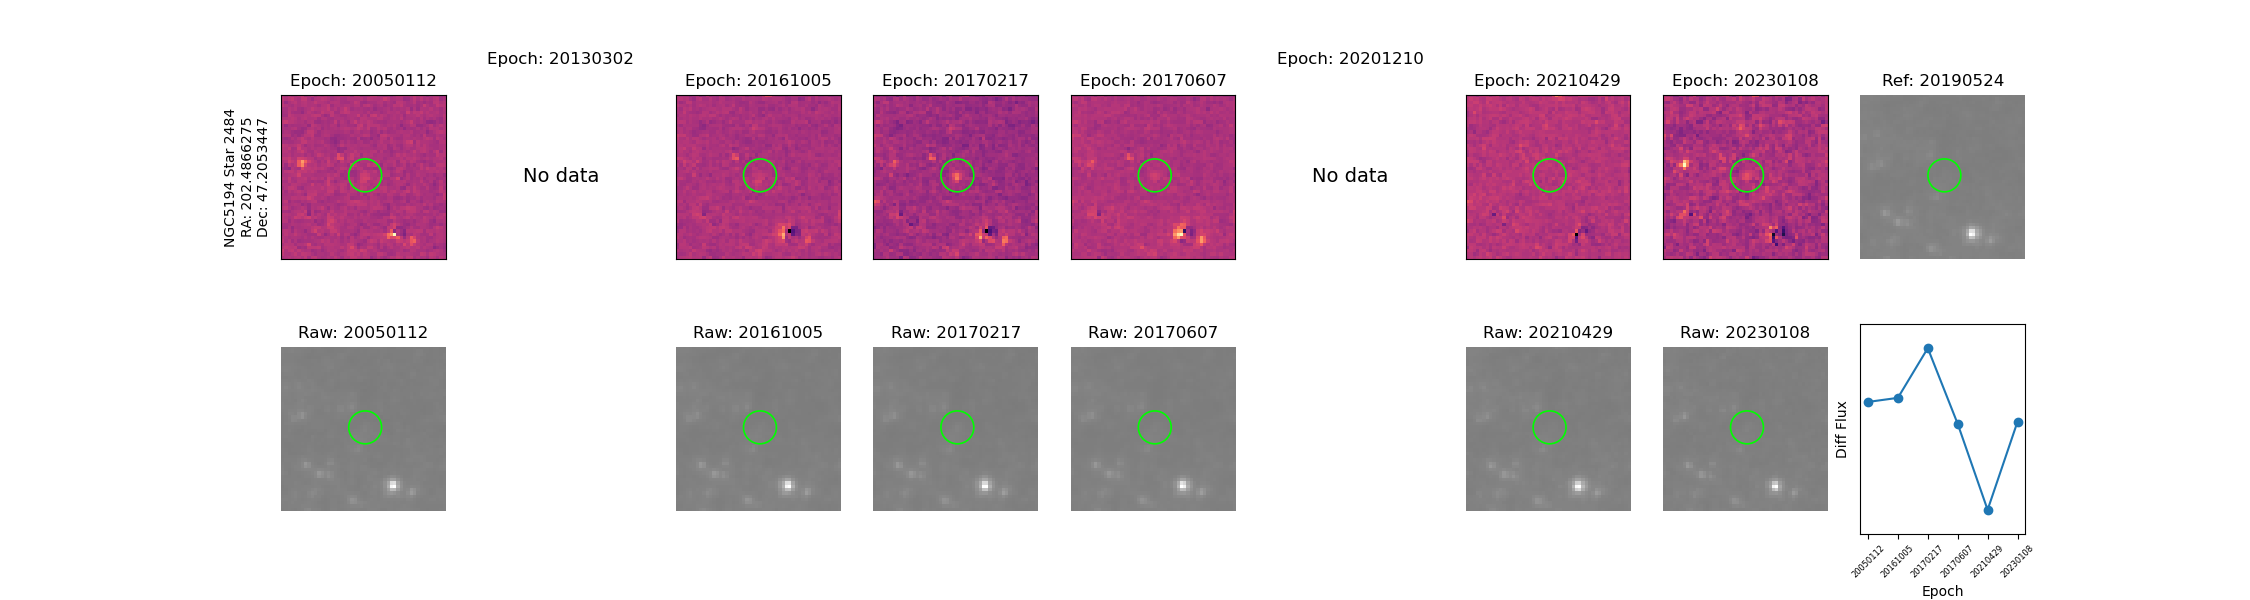 NGC5194 Star 2484
RA: 202.4866275
Dec: 47.2053447
Epoch: 20050112
Epoch: 20130302
No data
Epoch: 20161005
Epoch: 20170217
Epoch: 20170607
Epoch: 20201210
No data
Epoch: 20210429
Epoch: 20230108
Ref: 20190524
Raw: 20050112
Raw: 20161005
Raw: 20170217
Raw: 20170607
Raw: 20210429
Raw: 20230108
Diff Flux
20050112
20161005
20170217
20170607
20210429
20230108
Epoch